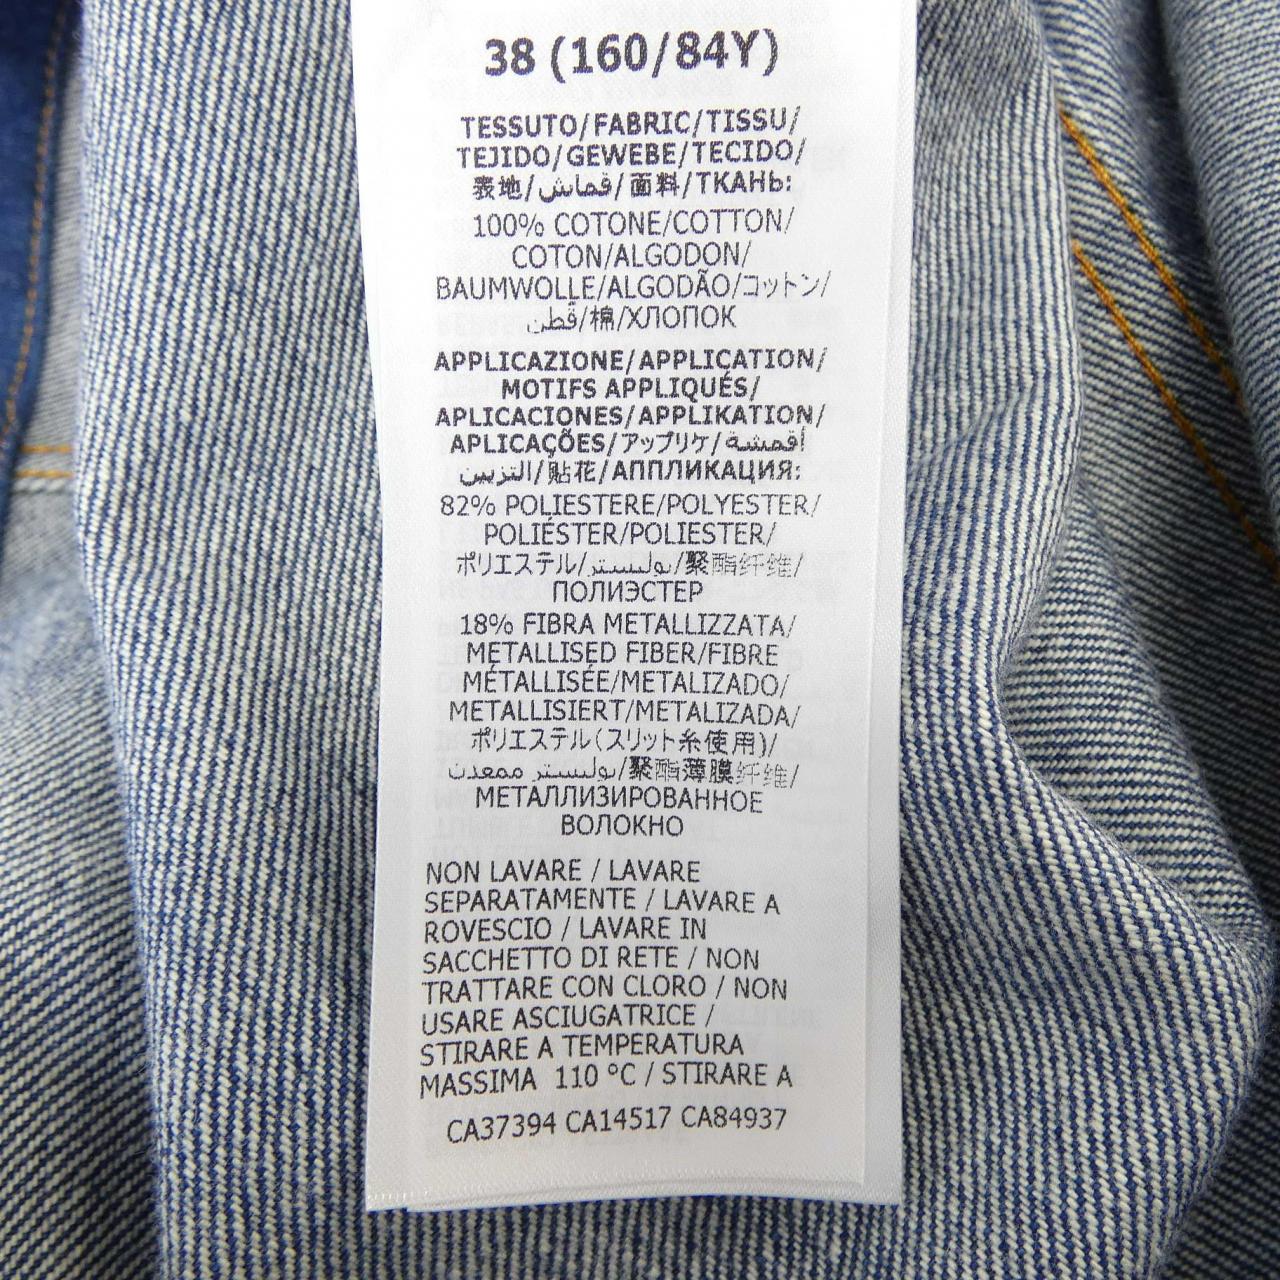 38 (160/84Y)
TESSUTO/FABRIC/TISSU/
TEJIDO/GEWEBE/TECIDO/
表地/قماش/面料/ТКАНЬ:
100% COTONE/COTTON/
COTON/ALGODON/
BAUMWOLLE/ALGODÃO/コットン/
قطن/棉/ХЛОПОК
APPLICAZIONE/APPLICATION/
MOTIFS APPLIQUÉS/
APLICACIONES/APPLIKATION/
APLICAÇÕES/アップリケ/أقمشة
التزيين/貼花/АППЛИКАЦИЯ:
82% POLIESTERE/POLYESTER/
POLIÉSTER/POLIESTER/
ポリエステル/بوليستر/聚酯纤维/
ПОЛИЭСТЕР
18% FIBRA METALLIZZATA/
METALLISED FIBER/FIBRE
MÉTALLISÉE/METALIZADO/
METALLISIERT/METALIZADA/
ポリエステル(スリット糸使用)/
بوليستر ممعدن/聚酯薄膜纤维/
МЕТАЛЛИЗИРОВАННОЕ
ВОЛОКНО
NON LAVARE / LAVARE
SEPARATAMENTE / LAVARE A
ROVESCIO / LAVARE IN
SACCHETTO DI RETE / NON
TRATTARE CON CLORO / NON
USARE ASCIUGATRICE /
STIRARE A TEMPERATURA
MASSIMA 110 °C / STIRARE A
CA37394 CA14517 CA84937